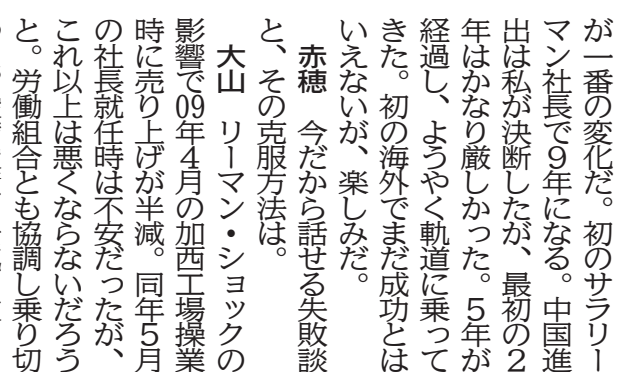 が一番の変化だ。初のサラリー
マン社長で９年になる。中国進
出は私が決断したが、最初の２
年はかなり厳しかった。５年が
経過し、ようやく軌道に乗って
きた。初の海外でまだ成功とは
いえないが、楽しみだ。
赤穂　今だから話せる失敗談
と、その克服方法は。
大山　リーマン・ショックの
影響で09年４月の加西工場操業
時に売り上げが半減。同年５月
の社長就任時は不安だったが、
これ以上は悪くならないだろう
と。労働組合とも協調し乗り切